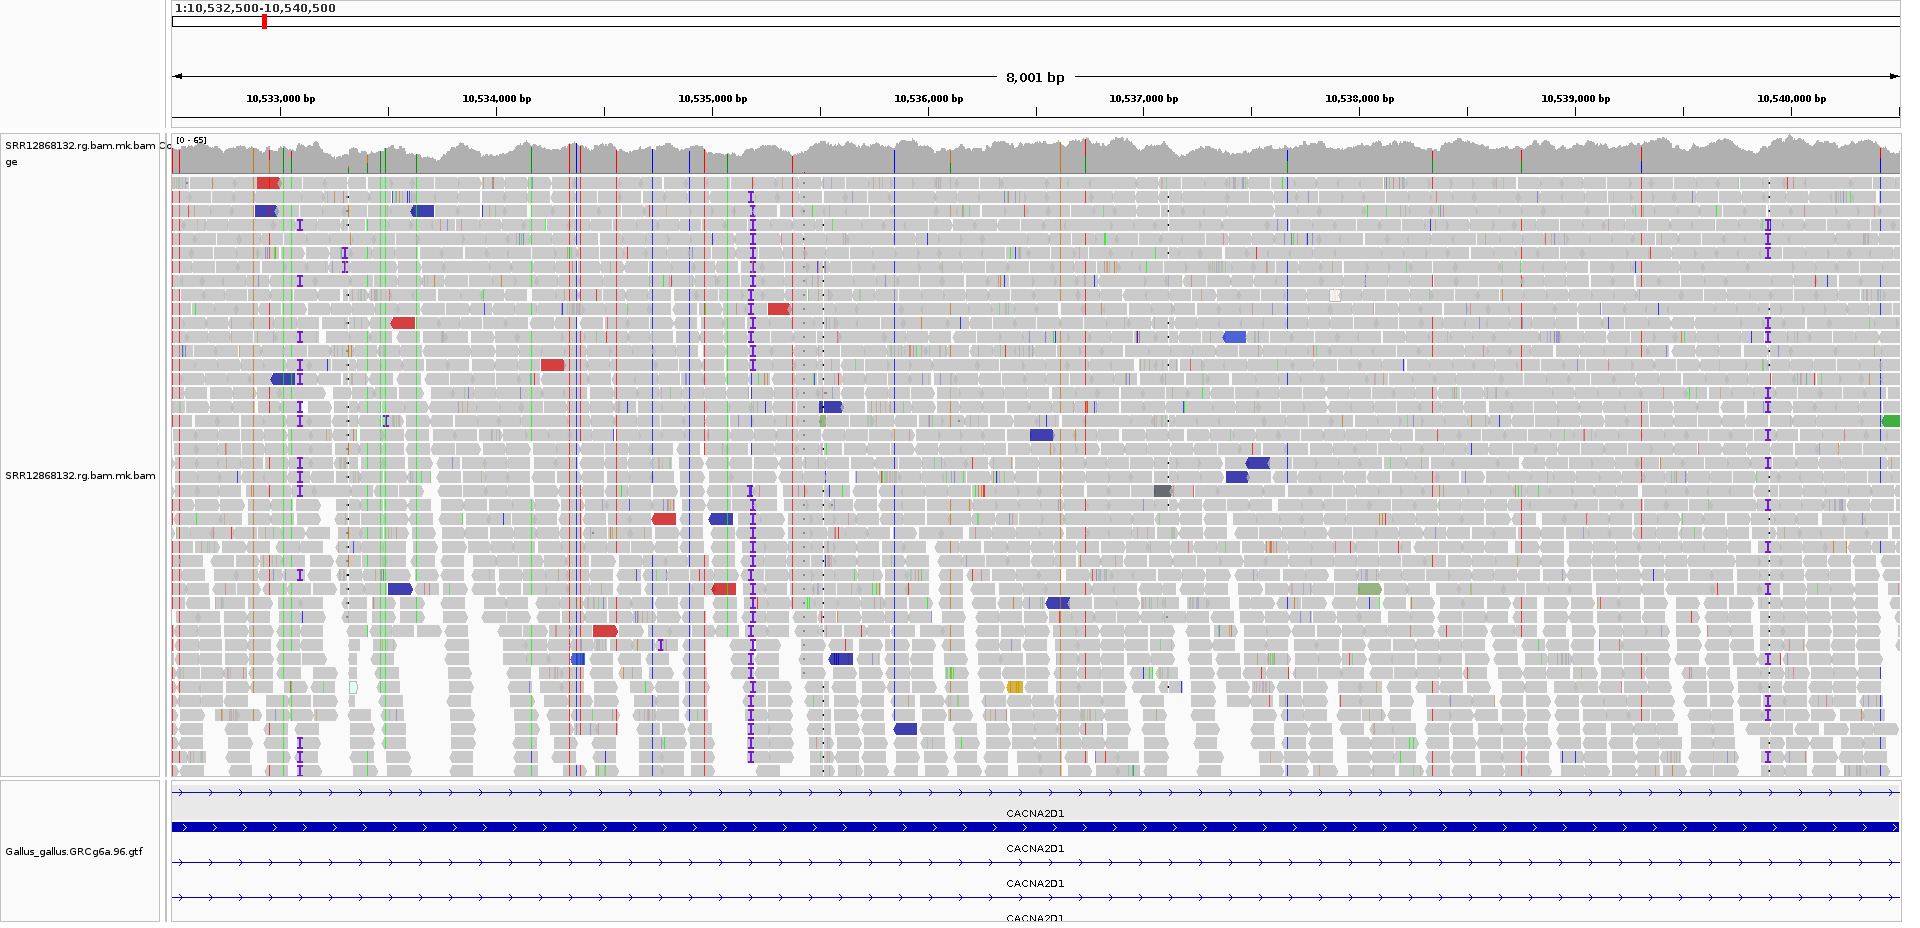 1:10,532,500-10,540,500
8,001 bp
10,533,000 bp 10,534,000 bp 10,535,000 bp 10,536,000 bp 10,537,000 bp 10,538,000 bp 10,539,000 bp 10,540,000 bp
SRR12868132.rg.bam.mk.bam Co
ge
[0 - 65]
SRR12868132.rg.bam.mk.bam
CACNA2D1
CACNA2D1
Gallus_gallus.GRCg6a.96.gtf
CACNA2D1
CACNA2D1